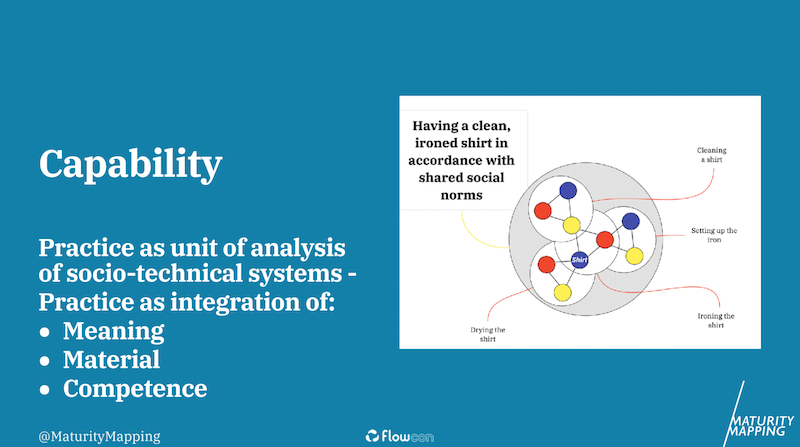 Capability
Practice as unit of analysis
of socio-technical systems -
Practice as integration of:
• Meaning
• Material
• Competence
Having a clean,
ironed shirt in
accordance with
shared social
norms
Cleaning
a shirt
Setting up the
iron
Shirt
Ironing the
shirt
Drying the
shirt
@MaturityMapping
flowcon
MATURITY
MAPPING